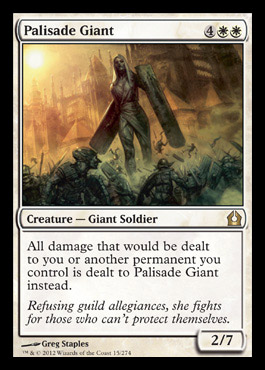 Palisade Giant 4
Creature — Giant Soldier
All damage that would be dealt
to you or another permanent you
control is dealt to Palisade Giant
instead.
Refusing guild allegiances, she fights
for those who can't protect themselves.
Greg Staples
™ & © 2012 Wizards of the Coast 15/274
2/7